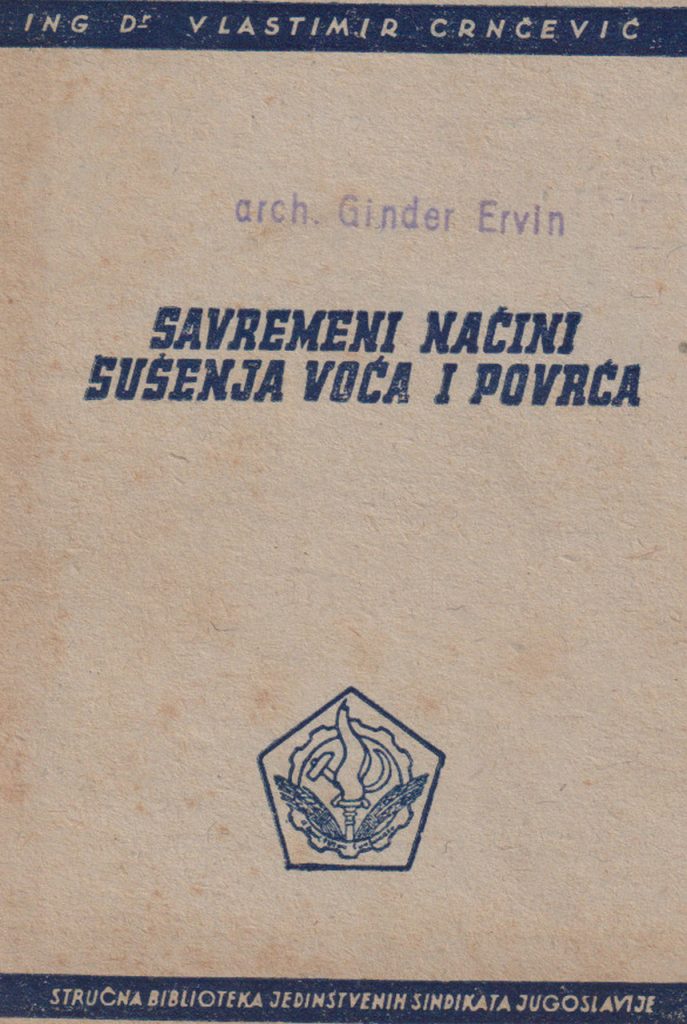 ING Dr VLASTIMIR CRNČEVIĆ
arch. Ginder Ervin
SAVREMENI NAČINI
SUŠENJA VOĆA I POVRĆA
STRUČNA BIBLIOTEKA JEDINSTVENIH SINDIKATA JUGOSLAVIJE